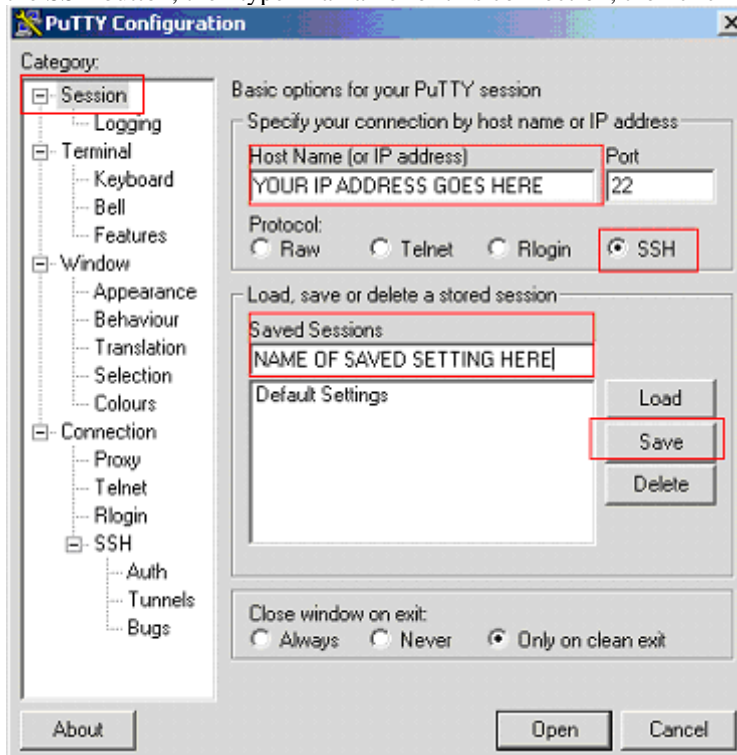 PuTTY Configuration
Category:
Session
Logging
Terminal
Keyboard
Bell
Features
Window
Appearance
Behaviour
Translation
Selection
Colours
Connection
Proxy
Telnet
Rlogin
SSH
Auth
Tunnels
Bugs
Basic options for your PuTTY session
Specify your connection by host name or IP address
Host Name (or IP address) Port
YOUR IP ADDRESS GOES HERE 22
Protocol:
Raw Telnet Rlogin SSH
Load, save or delete a stored session
Saved Sessions
NAME OF SAVED SETTING HERE
Default Settings
Load
Save
Delete
Close window on exit:
Always Never Only on clean exit
About Open Cancel